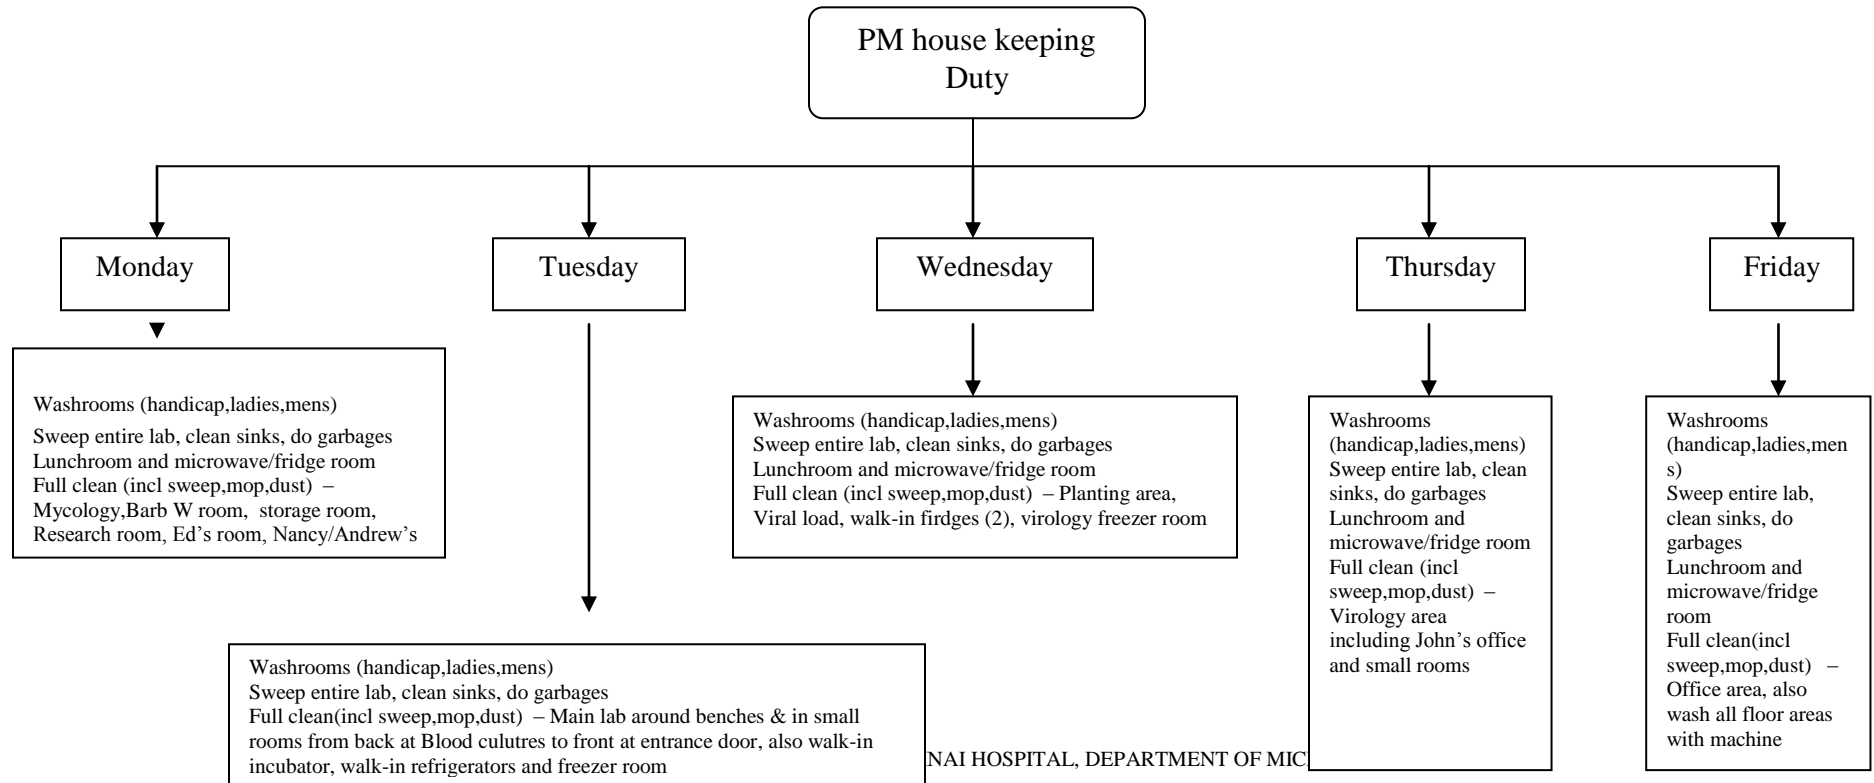 PM house keeping
Duty
Monday
Tuesday
Wednesday
Thursday
Friday
Washrooms (handicap,ladies,mens)
Sweep entire lab, clean sinks, do garbages
Lunchroom and microwave/fridge room
Full clean (incl sweep,mop,dust) –
Mycology,Barb W room, storage room,
Research room, Ed's room, Nancy/Andrew's
Washrooms (handicap,ladies,mens)
Sweep entire lab, clean sinks, do garbages
Full clean(incl sweep,mop,dust) – Main lab around benches & in small
rooms from back at Blood culutres to front at entrance door, also walk-in
incubator, walk-in refrigerators and freezer room
Washrooms (handicap,ladies,mens)
Sweep entire lab, clean sinks, do garbages
Lunchroom and microwave/fridge room
Full clean (incl sweep,mop,dust) – Planting area,
Viral load, walk-in firdges (2), virology freezer room
Washrooms
(handicap,ladies,mens)
Sweep entire lab, clean
sinks, do garbages
Lunchroom and
microwave/fridge room
Full clean (incl
sweep,mop,dust) –
Virology area
including John's office
and small rooms
Washrooms
(handicap,ladies,men
s)
Sweep entire lab,
clean sinks, do
garbages
Lunchroom and
microwave/fridge
room
Full clean(incl
sweep,mop,dust) –
Office area, also
wash all floor areas
with machine
NAI HOSPITAL, DEPARTMENT OF MIC